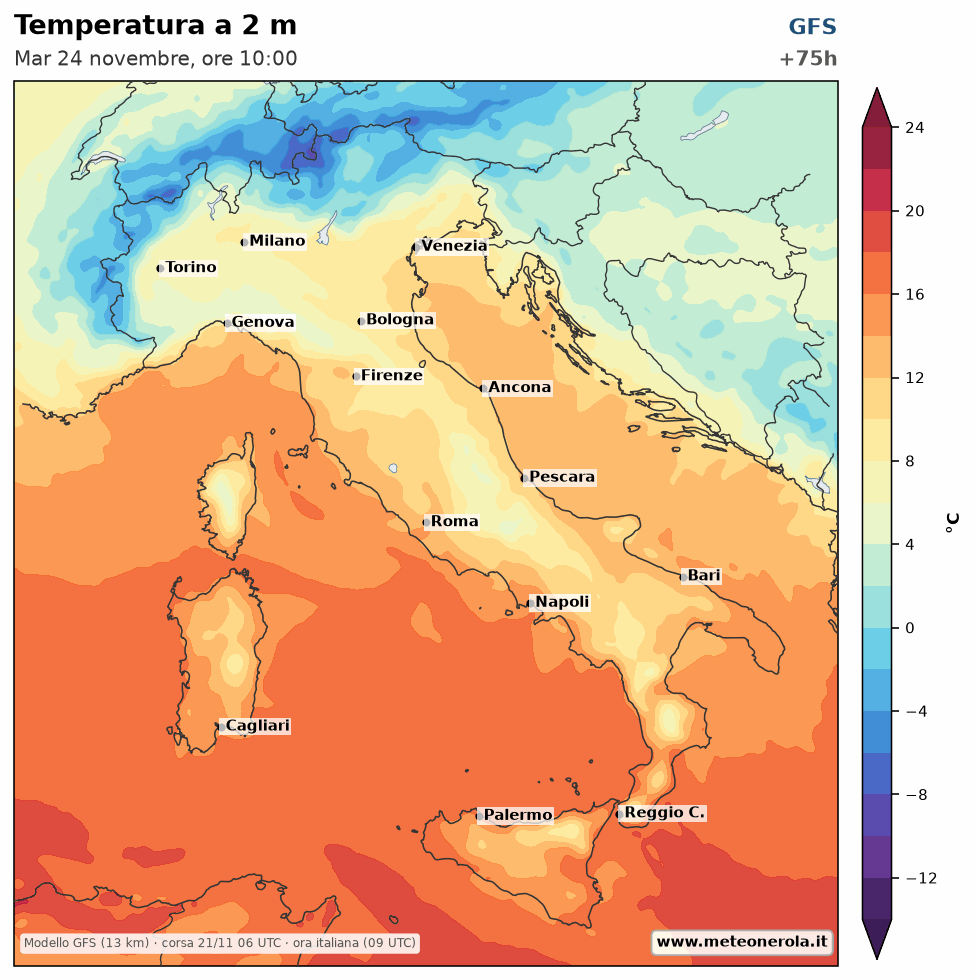 Temperatura a 2 m
GFS
Mar 24 novembre, ore 10:00
+75h
24
20
16
12
8
4
0
−4
−8
−12
°C
Milano
Venezia
Torino
Genova
Bologna
Firenze
Ancona
Pescara
Roma
Bari
Napoli
Cagliari
Palermo
Reggio C.
Modello GFS (13 km) · corsa 21/11 06 UTC · ora italiana (09 UTC)
www.meteonerola.it